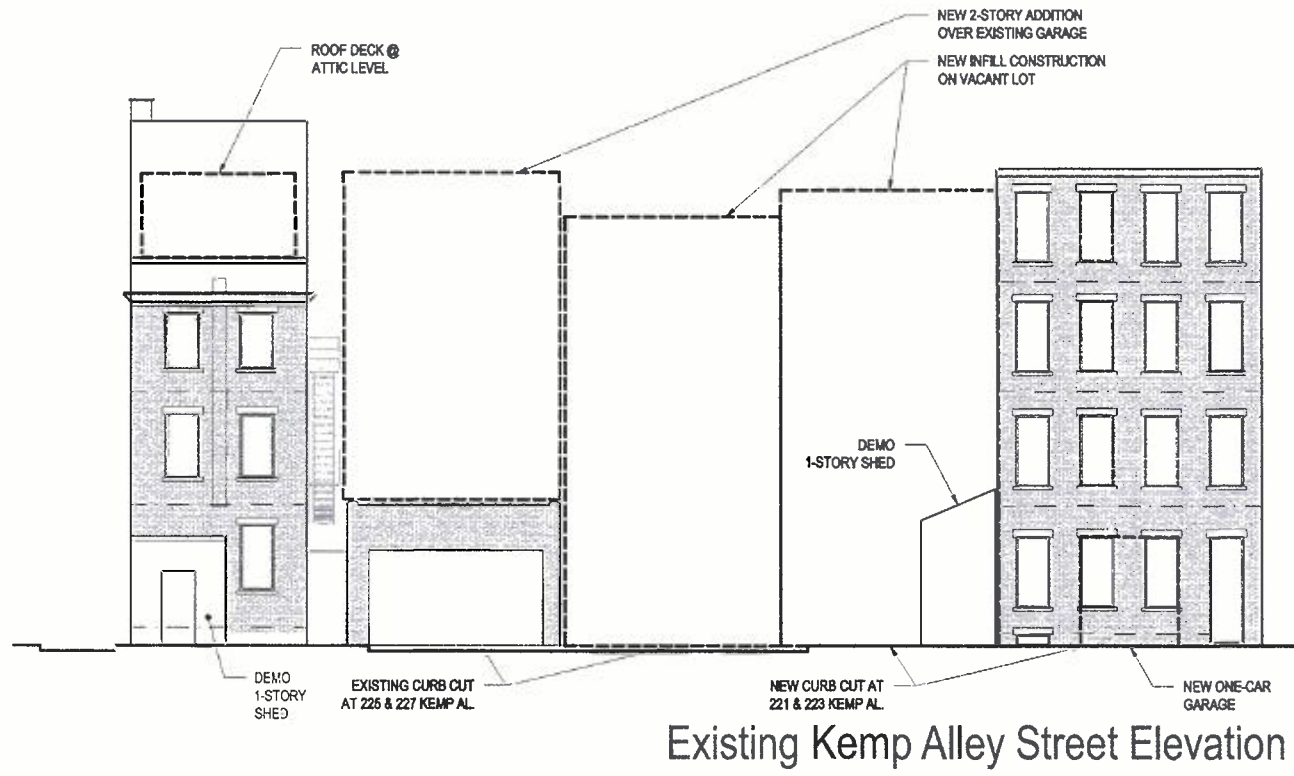 NEW 2-STORY ADDITION
OVER EXISTING GARAGE
ROOF DECK @
ATTIC LEVEL
NEW INFILL CONSTRUCTION
ON VACANT LOT
DEMO
1-STORY SHED
DEMO
1-STORY
SHED
EXISTING CURB CUT
AT 225 & 227 KEMP AL.
NEW CURB CUT AT
221 & 223 KEMP AL.
NEW ONE-CAR
GARAGE
Existing Kemp Alley Street Elevation